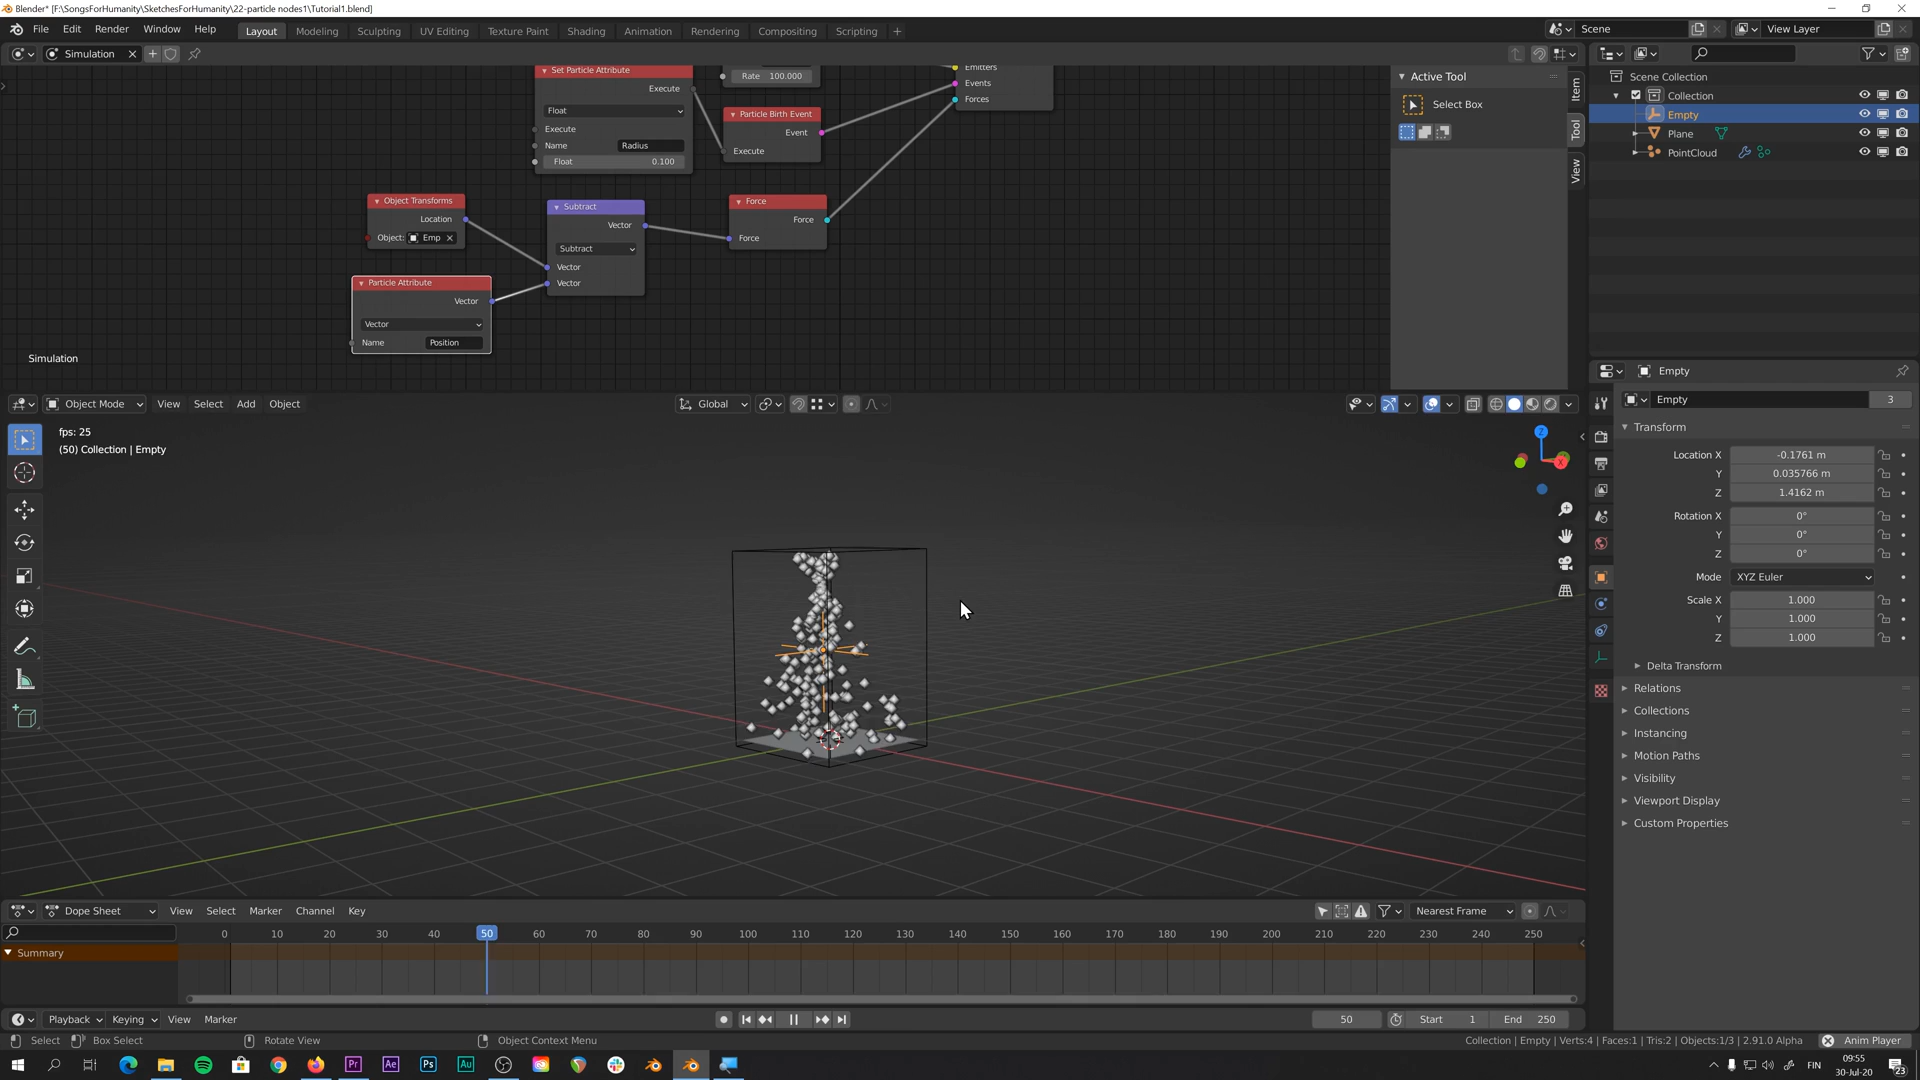 Blender* [F:\SongsForHumanity\SketchesForHumanity\22-particle nodes1\Tutorial1.blend]
File Edit Render Window Help Layout Modeling Sculpting UV Editing Texture Paint Shading Animation Rendering Compositing Scripting + Scene View Layer
Simulation
Set Particle Attribute
Execute
Float
Execute
Name Radius
Float 0.100
Rate 100.000
Particle Birth Event
Event
Execute
Emitters
Events
Forces
Object Transforms
Location
Object: Emp
Subtract
Vector
Subtract
Vector
Vector
Force
Force
Force
Particle Attribute
Vector
Vector
Name Position
Simulation
Active Tool
Select Box
Item
Tool
View
Scene Collection
Collection
Empty
Plane
PointCloud
Object Mode View Select Add Object Global
fps: 25
(50) Collection | Empty
Z
X
Empty
Empty 3
Transform
Location X -0.1761 m
Y 0.035766 m
Z 1.4162 m
Rotation X 0°
Y 0°
Z 0°
Mode XYZ Euler
Scale X 1.000
Y 1.000
Z 1.000
Delta Transform
Relations
Collections
Instancing
Motion Paths
Visibility
Viewport Display
Custom Properties
Dope Sheet View Select Marker Channel Key Nearest Frame
0 10 20 30 40 50 60 70 80 90 100 110 120 130 140 150 160 170 180 190 200 210 220 230 240 250
Summary
Playback Keying View Marker 50 Start 1 End 250
Select Box Select Rotate View Object Context Menu Collection | Empty | Verts:4 | Faces:1 | Tris:2 | Objects:1/3 | 2.91.0 Alpha Anim Player
Pr Ae Ps Au FIN
09:55
30-Jul-20
23